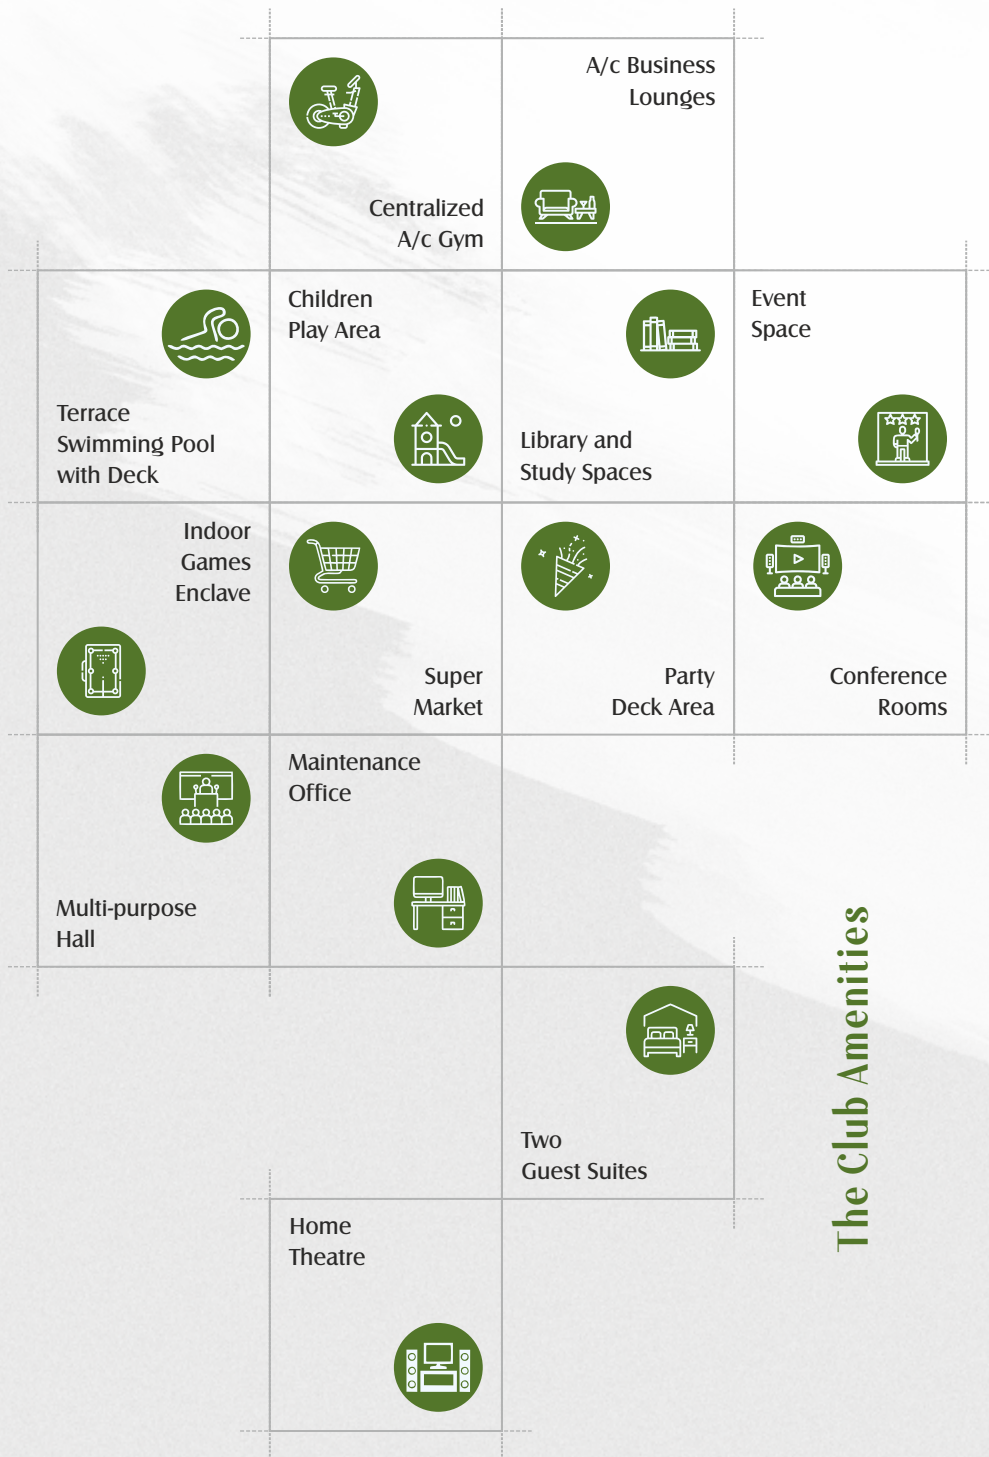 Centralized
A/c Gym
A/c Business
Lounges
Terrace
Swimming Pool
with Deck
Children
Play Area
Library and
Study Spaces
Event
Space
Indoor
Games
Enclave
Super
Market
Party
Deck Area
Conference
Rooms
Multi-purpose
Hall
Maintenance
Office
Two
Guest Suites
Home
Theatre
The Club Amenities